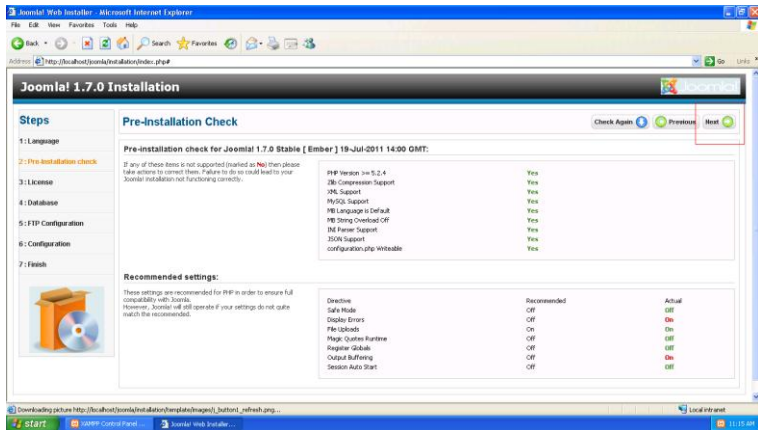 Joomla! Web Installer - Microsoft Internet Explorer
File Edit View Favorites Tools Help
Back Search Favorites
Address http://localhost/joomla/installation/index.php# Go Links
Joomla! 1.7.0 Installation
Joomla!
Steps
1 : Language
2 : Pre-Installation check
3 : License
4 : Database
5 : FTP Configuration
6 : Configuration
7 : Finish
Pre-Installation Check
Check Again Previous Next
Pre-installation check for Joomla! 1.7.0 Stable [ Ember ] 19-Jul-2011 14:00 GMT:
If any of these items is not supported (marked as No) then please
take actions to correct them. Failure to do so could lead to your
Joomla! installation not functioning correctly.
PHP Version >= 5.2.4 Yes
Zlib Compression Support Yes
XML Support Yes
MySQL Support Yes
MB Language is Default Yes
MB String Overload Off Yes
INI Parser Support Yes
JSON Support Yes
configuration.php Writeable Yes
Recommended settings:
These settings are recommended for PHP in order to ensure full
compatibility with Joomla.
However, Joomla! will still operate if your settings do not quite
match the recommended.
Directive Recommended Actual
Safe Mode Off Off
Display Errors Off On
File Uploads On On
Magic Quotes Runtime Off Off
Register Globals Off Off
Output Buffering Off On
Session Auto Start Off Off
Downloading picture http://localhost/joomla/installation/template/images/j_button1_refresh.png...
Local intranet
start XAMPP Control Panel ... Joomla! Web Installer... 11:15 AM